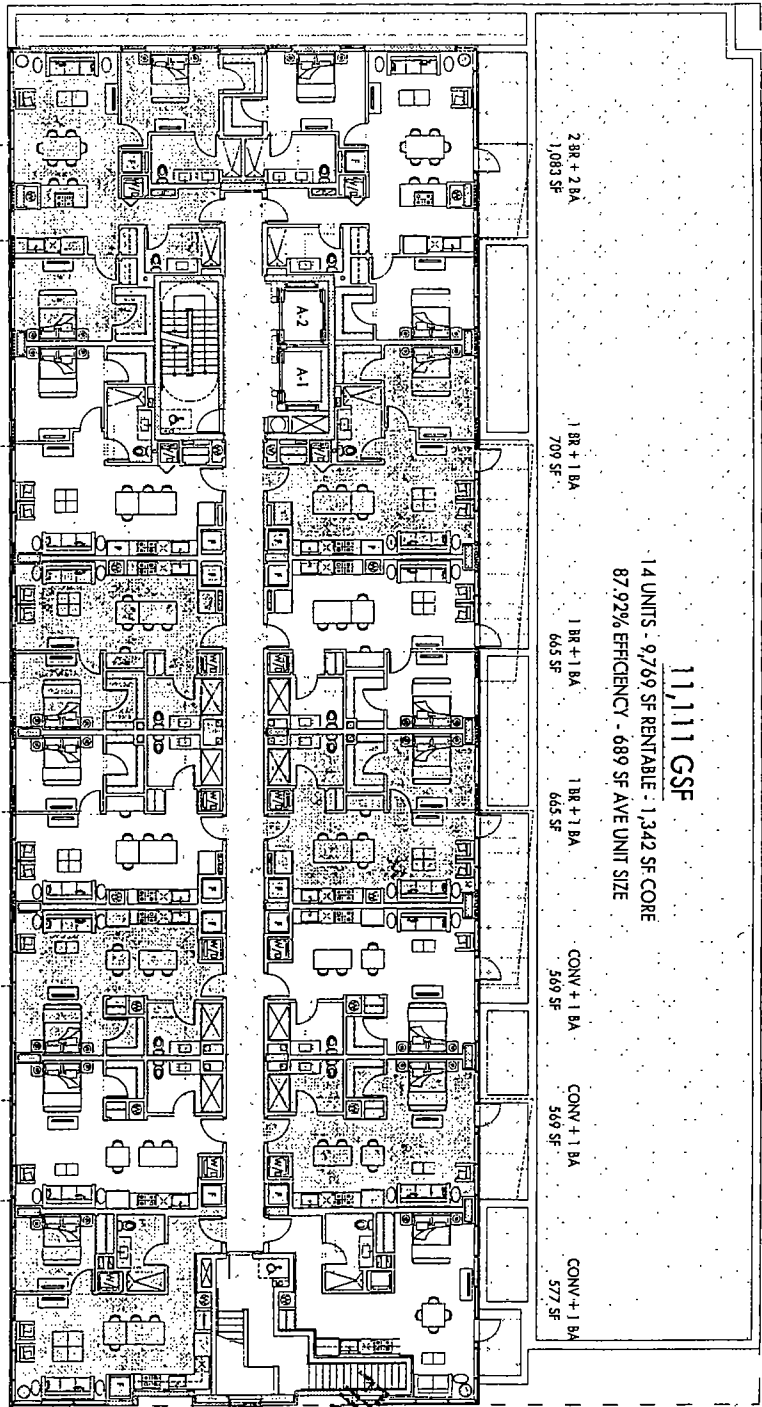 11,111 GSF
14 UNITS - 9,769 SF RENTABLE - 1,342 SF CORE
87.92% EFFICIENCY - 689 SF AVE UNIT SIZE
2 BR + 2 BA
1,083 SF
1 BR + 1 BA
709 SF
1 BR + 1 BA
665 SF
1 BR + 1 BA
665 SF
CONV + 1 BA
569 SF
CONV + 1 BA
569 SF
CONV + 1 BA
577 SF
A-2
A-1